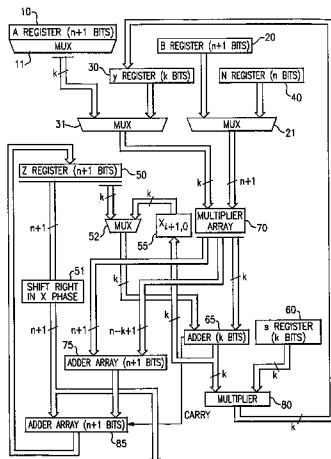 10
A REGISTER (n+1 BITS)
MUX
11
20
B REGISTER (n+1 BITS)
k
30
y REGISTER (k BITS)
N REGISTER (n BITS)
40
31
MUX
MUX
21
Z REGISTER (n+1 BITS)
50
k
k
k
n+1
n+1
MUX
52
55
Xi+1,0
MULTIPLIER
ARRAY
70
51
SHIFT RIGHT
IN X PHASE
k
k
60
s REGISTER
(k BITS)
n+1
n+1
n-k+1
k
65
ADDER (k BITS)
75
ADDER ARRAY (n+1 BITS)
k
k
MULTIPLIER
80
CARRY
k
ADDER ARRAY (n+1 BITS)
85